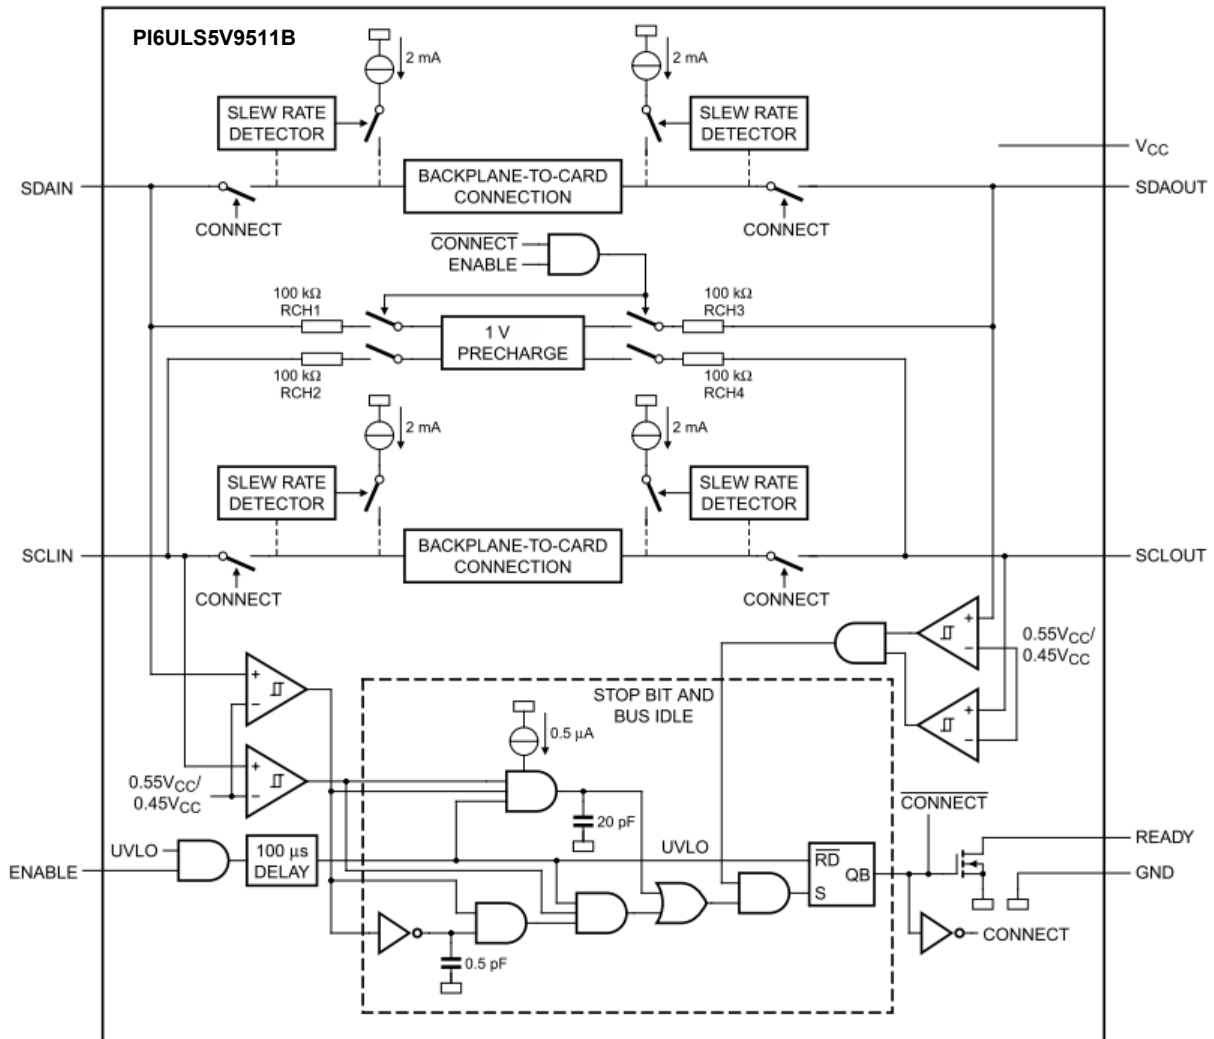 PI6ULS5V9511B
2 mA
2 mA
SLEW RATE
DETECTOR
SLEW RATE
DETECTOR
VCC
SDAIN
BACKPLANE-TO-CARD
CONNECTION
SDAOUT
CONNECT
CONNECT
CONNECT
ENABLE
100 kΩ
RCH1
100 kΩ
RCH3
1 V
PRECHARGE
100 kΩ
RCH2
100 kΩ
RCH4
2 mA
2 mA
SLEW RATE
DETECTOR
SLEW RATE
DETECTOR
SCLIN
BACKPLANE-TO-CARD
CONNECTION
SCLOUT
CONNECT
CONNECT
+
−
+
−
0.55VCC/
0.45VCC
STOP BIT AND
BUS IDLE
+
−
+
−
0.5 µA
0.55VCC/
0.45VCC
20 pF
CONNECT
UVLO
ENABLE
100 µs
DELAY
UVLO
RD
QB
S
READY
GND
CONNECT
0.5 pF